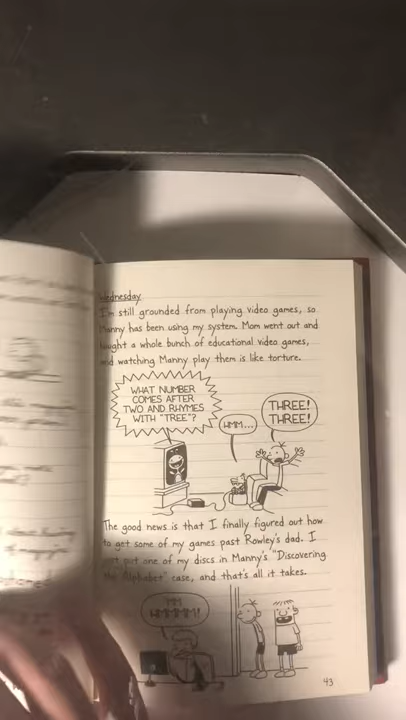 Wednesday
I'm still grounded from playing video games, so
Manny has been using my system. Mom went out and
bought a whole bunch of educational video games,
and watching Manny play them is like torture.
WHAT NUMBER
COMES AFTER
TWO AND RHYMES
WITH "TREE"?
HMM...
THREE!
THREE!
The good news is that I finally figured out how
to get some of my games past Rowley's dad. I
just put one of my discs in Manny's "Discovering
the Alphabet" case, and that's all it takes.
MM
HMMMM!
43